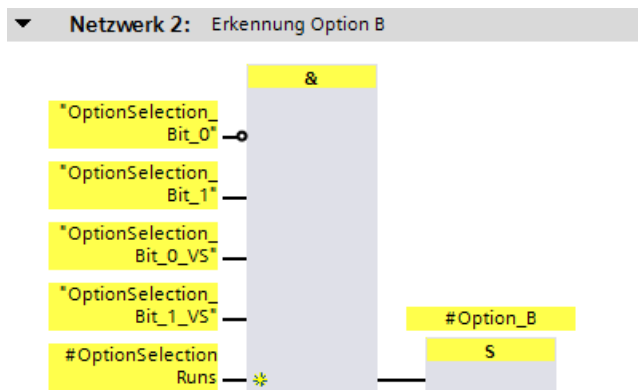 Netzwerk 2: Erkennung Option B
&
"OptionSelection_
Bit_0"
"OptionSelection_
Bit_1"
"OptionSelection_
Bit_0_VS"
"OptionSelection_
Bit_1_VS"
#Option_B
#OptionSelection
Runs
S